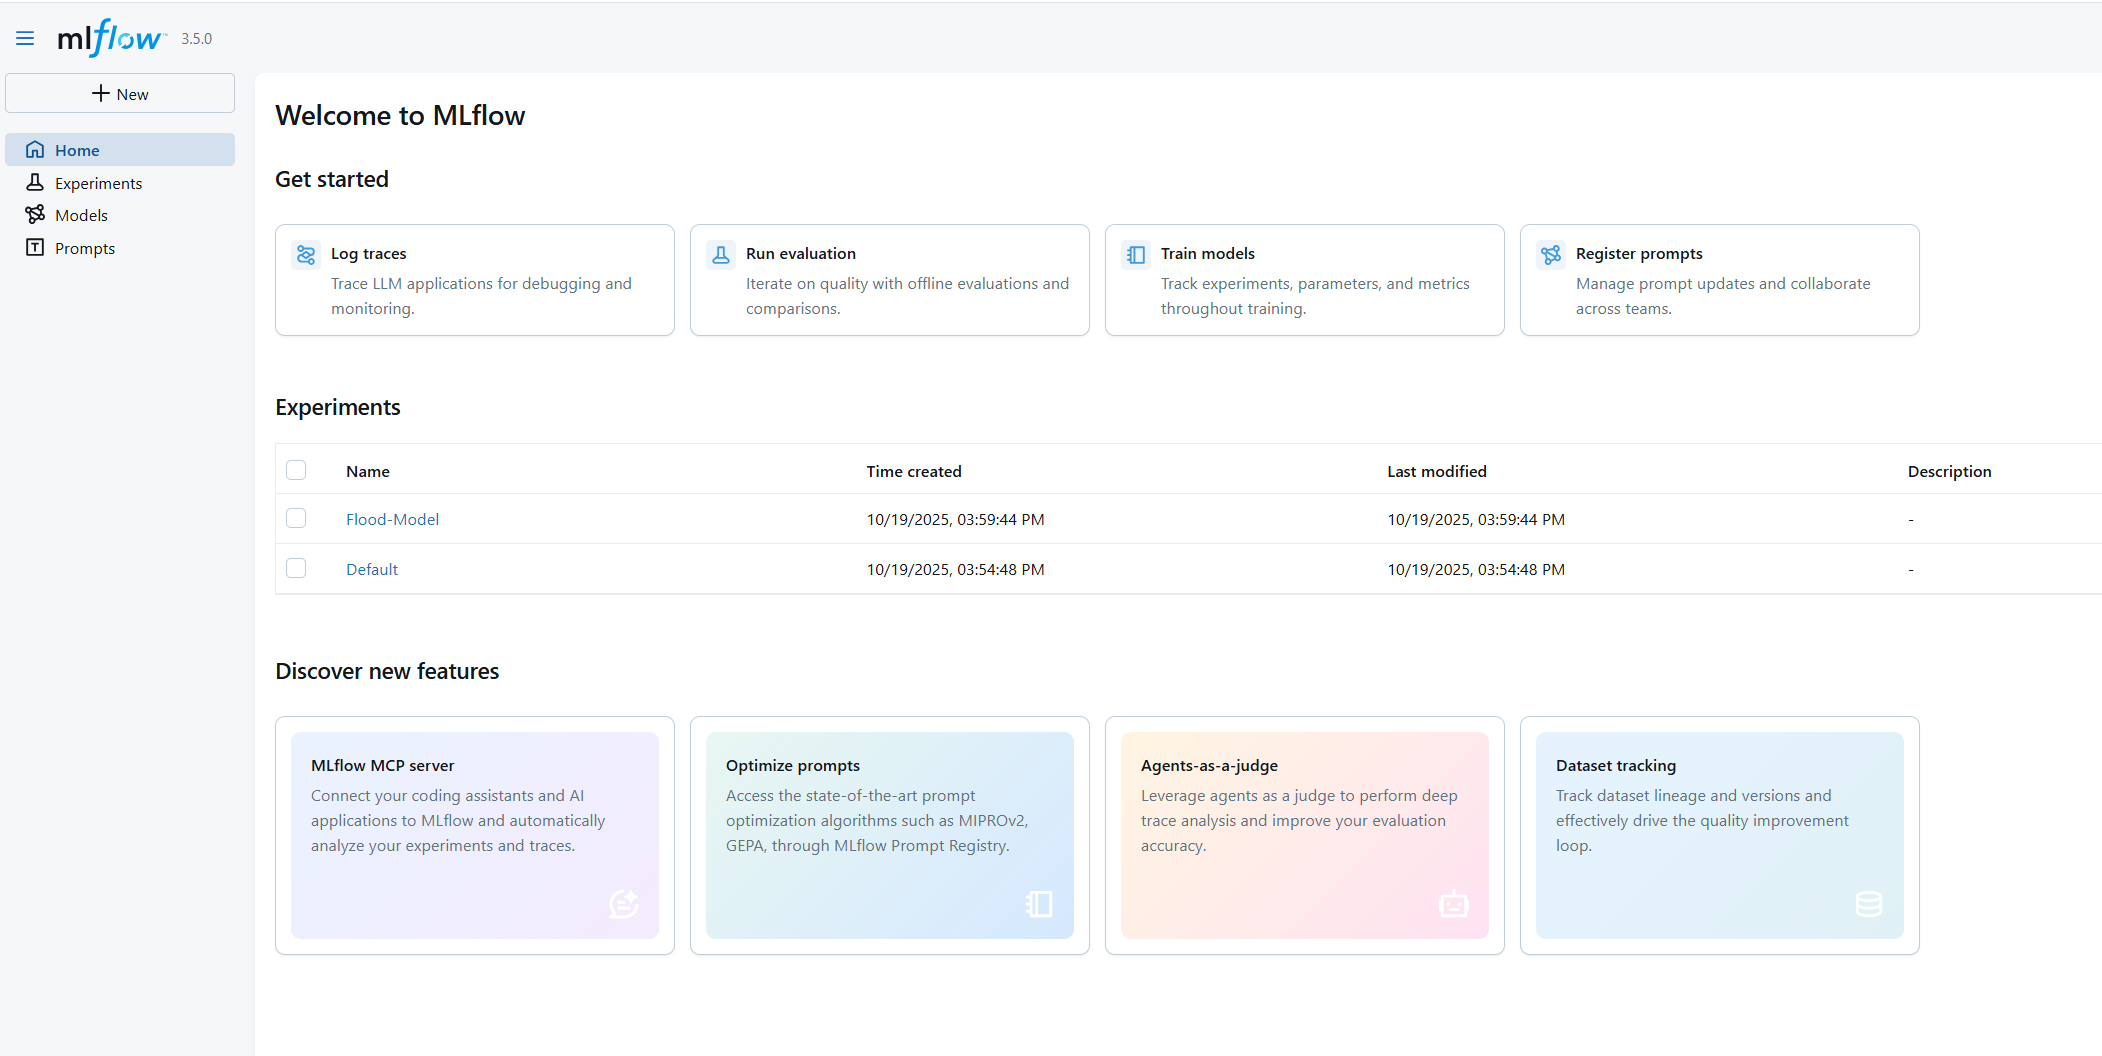 mlflow™ 3.5.0
New
Home
Experiments
Models
Prompts
Welcome to MLflow
Get started
Log traces
Trace LLM applications for debugging and
monitoring.
Run evaluation
Iterate on quality with offline evaluations and
comparisons.
Train models
Track experiments, parameters, and metrics
throughout training.
Register prompts
Manage prompt updates and collaborate
across teams.
Experiments
Name Time created Last modified Description
Flood-Model 10/19/2025, 03:59:44 PM 10/19/2025, 03:59:44 PM -
Default 10/19/2025, 03:54:48 PM 10/19/2025, 03:54:48 PM -
Discover new features
MLflow MCP server
Connect your coding assistants and AI
applications to MLflow and automatically
analyze your experiments and traces.
Optimize prompts
Access the state-of-the-art prompt
optimization algorithms such as MIPROv2,
GEPA, through MLflow Prompt Registry.
Agents-as-a-judge
Leverage agents as a judge to perform deep
trace analysis and improve your evaluation
accuracy.
Dataset tracking
Track dataset lineage and versions and
effectively drive the quality improvement
loop.